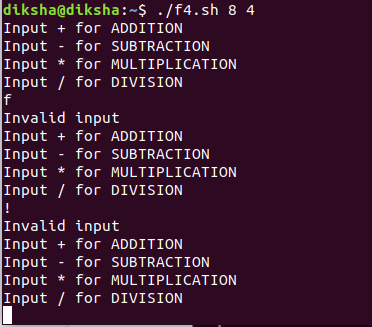 diksha@diksha:~$ ./f4.sh 8 4
Input + for ADDITION
Input - for SUBTRACTION
Input * for MULTIPLICATION
Input / for DIVISION
f
Invalid input
Input + for ADDITION
Input - for SUBTRACTION
Input * for MULTIPLICATION
Input / for DIVISION
!
Invalid input
Input + for ADDITION
Input - for SUBTRACTION
Input * for MULTIPLICATION
Input / for DIVISION